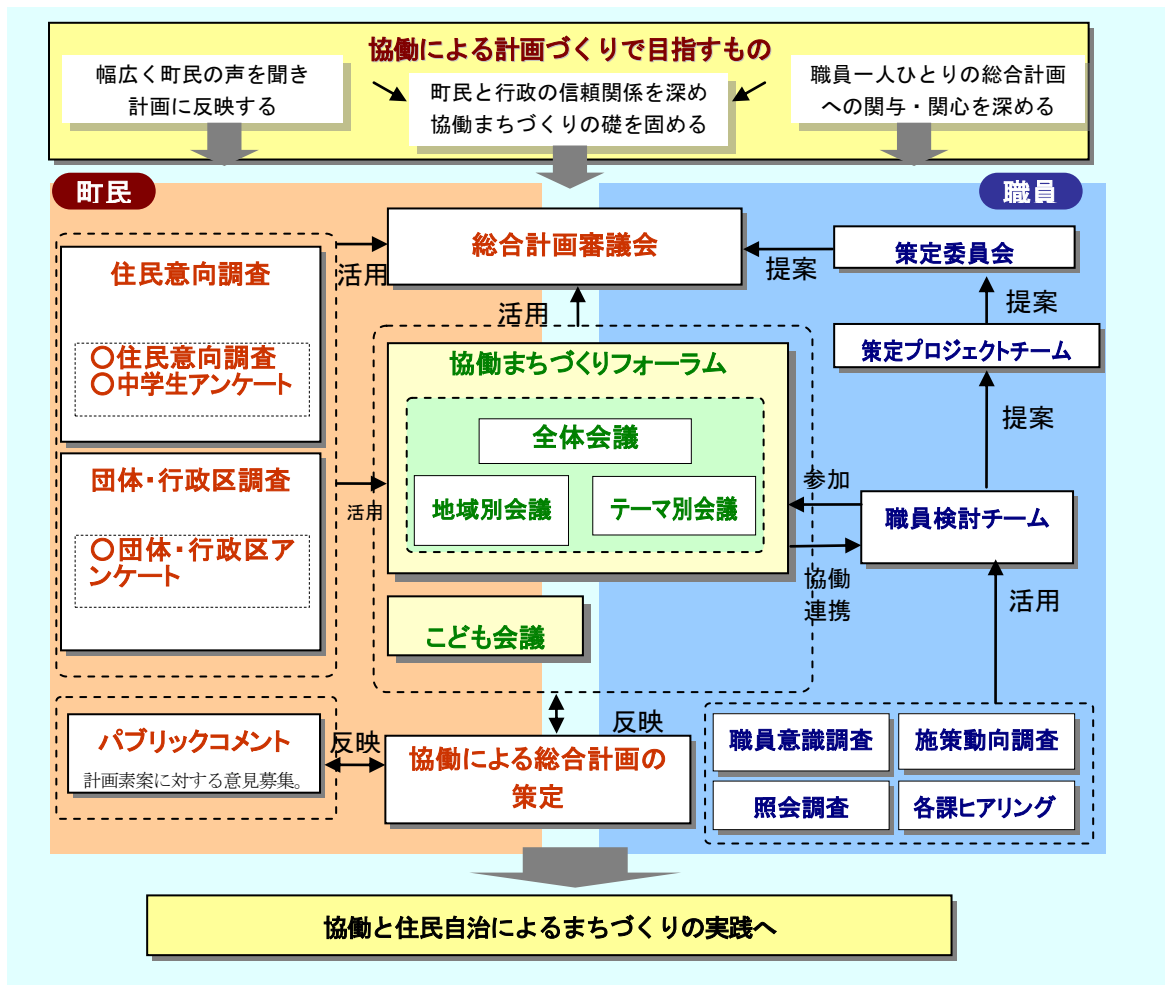 協働による計画づくりで目指すもの
幅広く町民の声を聞き
計画に反映する
町民と行政の信頼関係を深め
協働まちづくりの礎を固める
職員一人ひとりの総合計画
への関与・関心を深める
町民
職員
総合計画審議会
策定委員会
住民意向調査
活用
提案
〇住民意向調査
〇中学生アンケート
活用
提案
策定プロジェクトチーム
協働まちづくりフォーラム
提案
全体会議
地域別会議
テーマ別会議
団体・行政区調査
活用
参加
職員検討チーム
〇団体・行政区ア
ンケート
協働
連携
活用
こども会議
反映
パブリックコメント
計画素案に対する意見募集。
反映
協働による総合計画の
策定
職員意識調査
施策動向調査
照会調査
各課ヒアリング
協働と住民自治によるまちづくりの実践へ